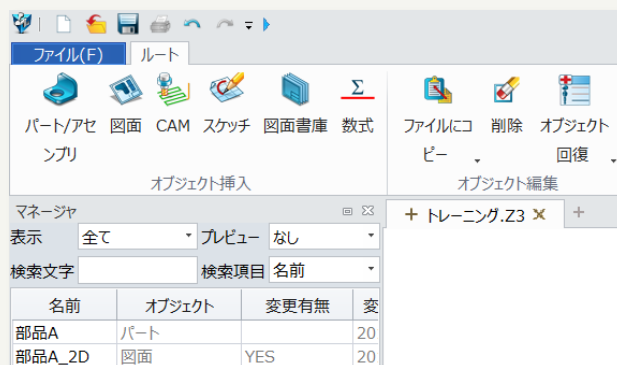 ファイル(F) ルート
パート/アセンブリ 図面 CAM スケッチ 図面書庫 数式 ファイルにコピー 削除 オブジェクト回復
オブジェクト挿入 オブジェクト編集
マネージャ + トレーニング.Z3 × +
表示 全て プレビュー なし
検索文字 検索項目 名前
名前 オブジェクト 変更有無 変
部品A パート 20
部品A_2D 図面 YES 20